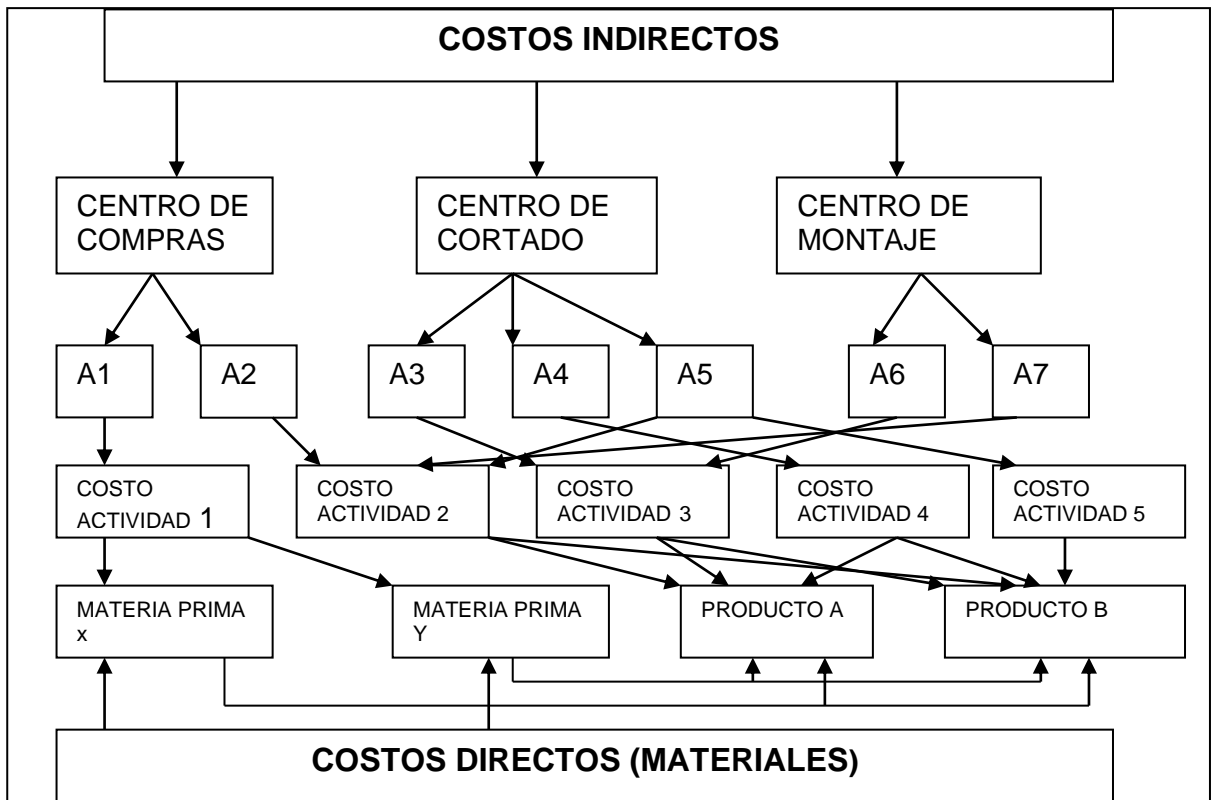 COSTOS INDIRECTOS
CENTRO DE
COMPRAS
CENTRO DE
CORTADO
CENTRO DE
MONTAJE
A1
A2
A3
A4
A5
A6
A7
COSTO
ACTIVIDAD 1
COSTO
ACTIVIDAD 2
COSTO
ACTIVIDAD 3
COSTO
ACTIVIDAD 4
COSTO
ACTIVIDAD 5
MATERIA PRIMA
x
MATERIA PRIMA
Y
PRODUCTO A
PRODUCTO B
COSTOS DIRECTOS (MATERIALES)